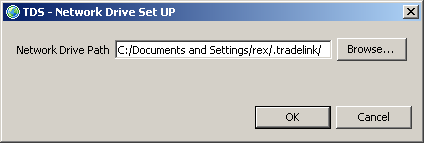 TDS - Network Drive Set UP
Network Drive Path C:/Documents and Settings/rex/.tradelink/ Browse...
OK Cancel